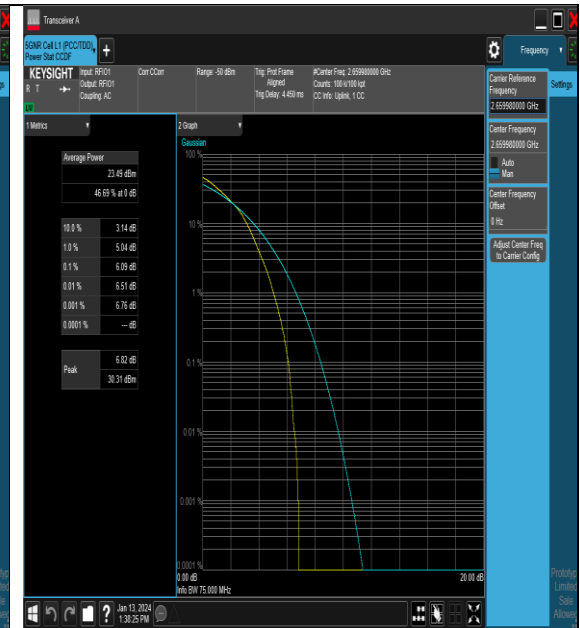 Transceiver A
5GNR Cell L1 (PCC/TDD),
Power Stat CCDF
+
Frequency
KEYSIGHT
R T
LV
Input: RFIO1
Output: RFIO1
Coupling: AC
Corr CCorr
Range: -50 dBm
Trig: Prot Frame
Aligned
Trig Delay: 4.450 ms
#Center Freq: 2.659980000 GHz
Counts: 100 k/100 kpt
CC Info: Uplink, 1 CC
Carrier Reference
Frequency
2.659980000 GHz
Settings
Center Frequency
2.659980000 GHz
Auto
Man
Center Frequency
Offset
0 Hz
Adjust Center Freq
to Carrier Config
1 Metrics
Average Power
23.49 dBm
46.69 % at 0 dB
10.0 % 3.14 dB
1.0 % 5.04 dB
0.1 % 6.09 dB
0.01 % 6.51 dB
0.001 % 6.76 dB
0.0001 % --- dB
Peak
6.82 dB
30.31 dBm
2 Graph
Gaussian
100 %
10 %
1 %
0.1 %
0.01 %
0.001 %
0.0001 %
0.00 dB
20.00 dB
Info BW 75.000 MHz
?
Jan 13, 2024
1:38:25 PM
Prototyp
Limited
Sale
Allowe